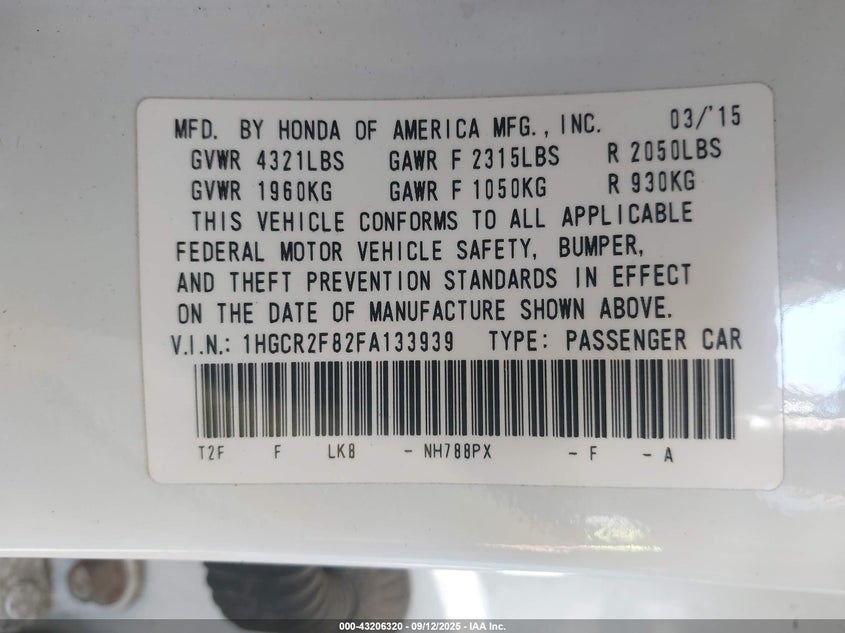 MFD. BY HONDA OF AMERICA MFG., INC. 03/'15
GVWR 4321LBS GAWR F 2315LBS R 2050LBS
GVWR 1960KG GAWR F 1050KG R 930KG
THIS VEHICLE CONFORMS TO ALL APPLICABLE
FEDERAL MOTOR VEHICLE SAFETY, BUMPER,
AND THEFT PREVENTION STANDARDS IN EFFECT
ON THE DATE OF MANUFACTURE SHOWN ABOVE.
V.I.N.: 1HGCR2F82FA133939 TYPE: PASSENGER CAR
T2F F LK8 - NH788PX - F - A
000-43206320 - 09/12/2025 - IAA Inc.